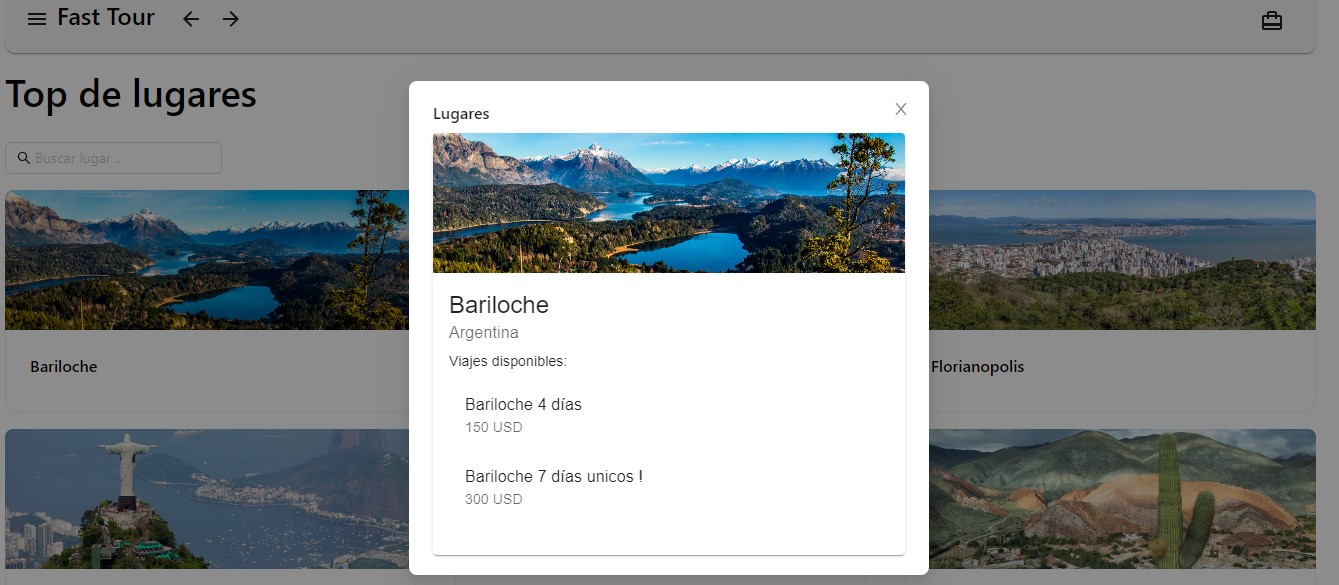 Fast Tour
Top de lugares
Buscar lugar ..
Bariloche
Florianopolis
Lugares
Bariloche
Argentina
Viajes disponibles:
Bariloche 4 días
150 USD
Bariloche 7 días unicos !
300 USD